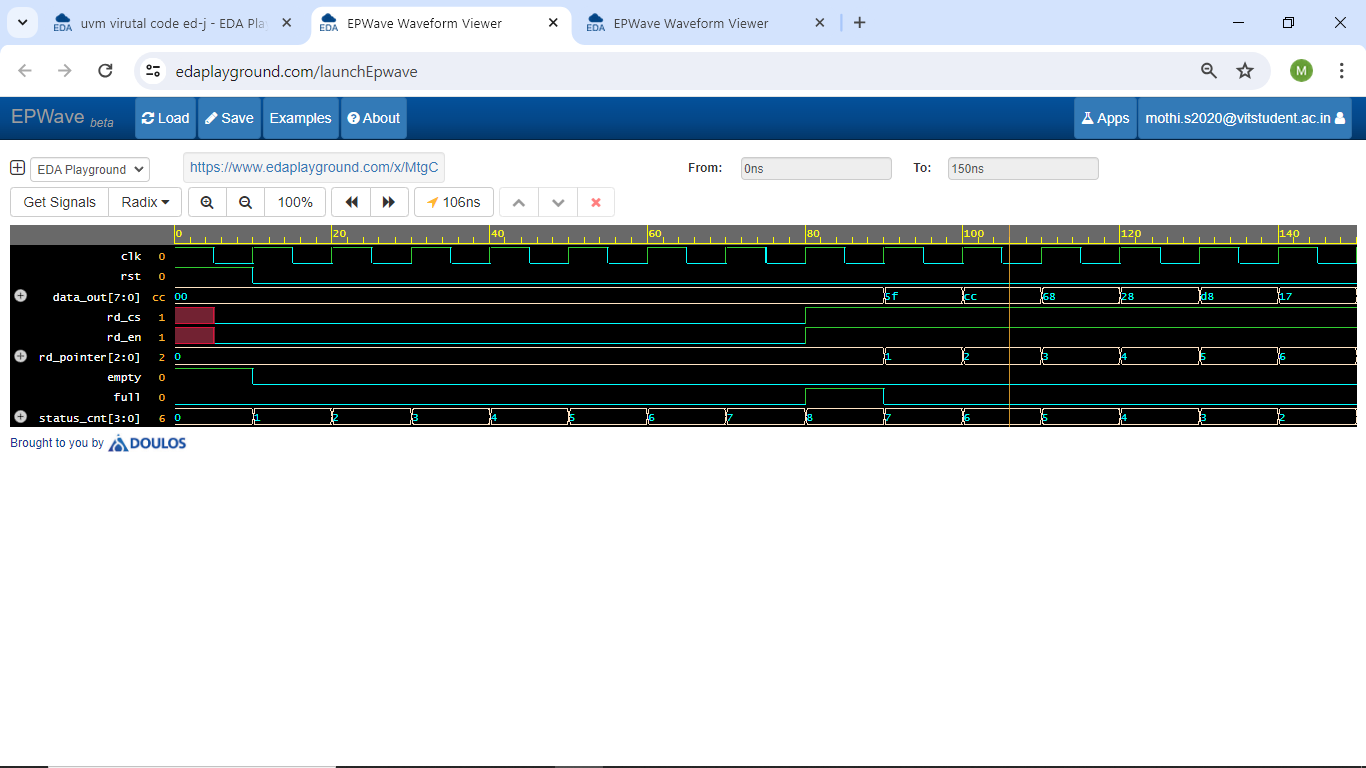 uvm virutal code ed-j - EDA Pla
EPWave Waveform Viewer
EPWave Waveform Viewer
edaplayground.com/launchEpwave
M
EPWave beta
Load
Save
Examples
About
Apps
mothi.s2020@vitstudent.ac.in
EDA Playground
https://www.edaplayground.com/x/MtgC
From:
0ns
To:
150ns
Get Signals
Radix
100%
106ns
0 20 40 60 80 100 120 140
clk 0
rst 0
data_out[7:0] cc 00 5f cc 68 28 d8 17
rd_cs 1
rd_en 1
rd_pointer[2:0] 2 0 1 2 3 4 5 6
empty 0
full 0
status_cnt[3:0] 6 0 1 2 3 4 5 6 7 8 7 6 5 4 3 2
Brought to you by DOULOS